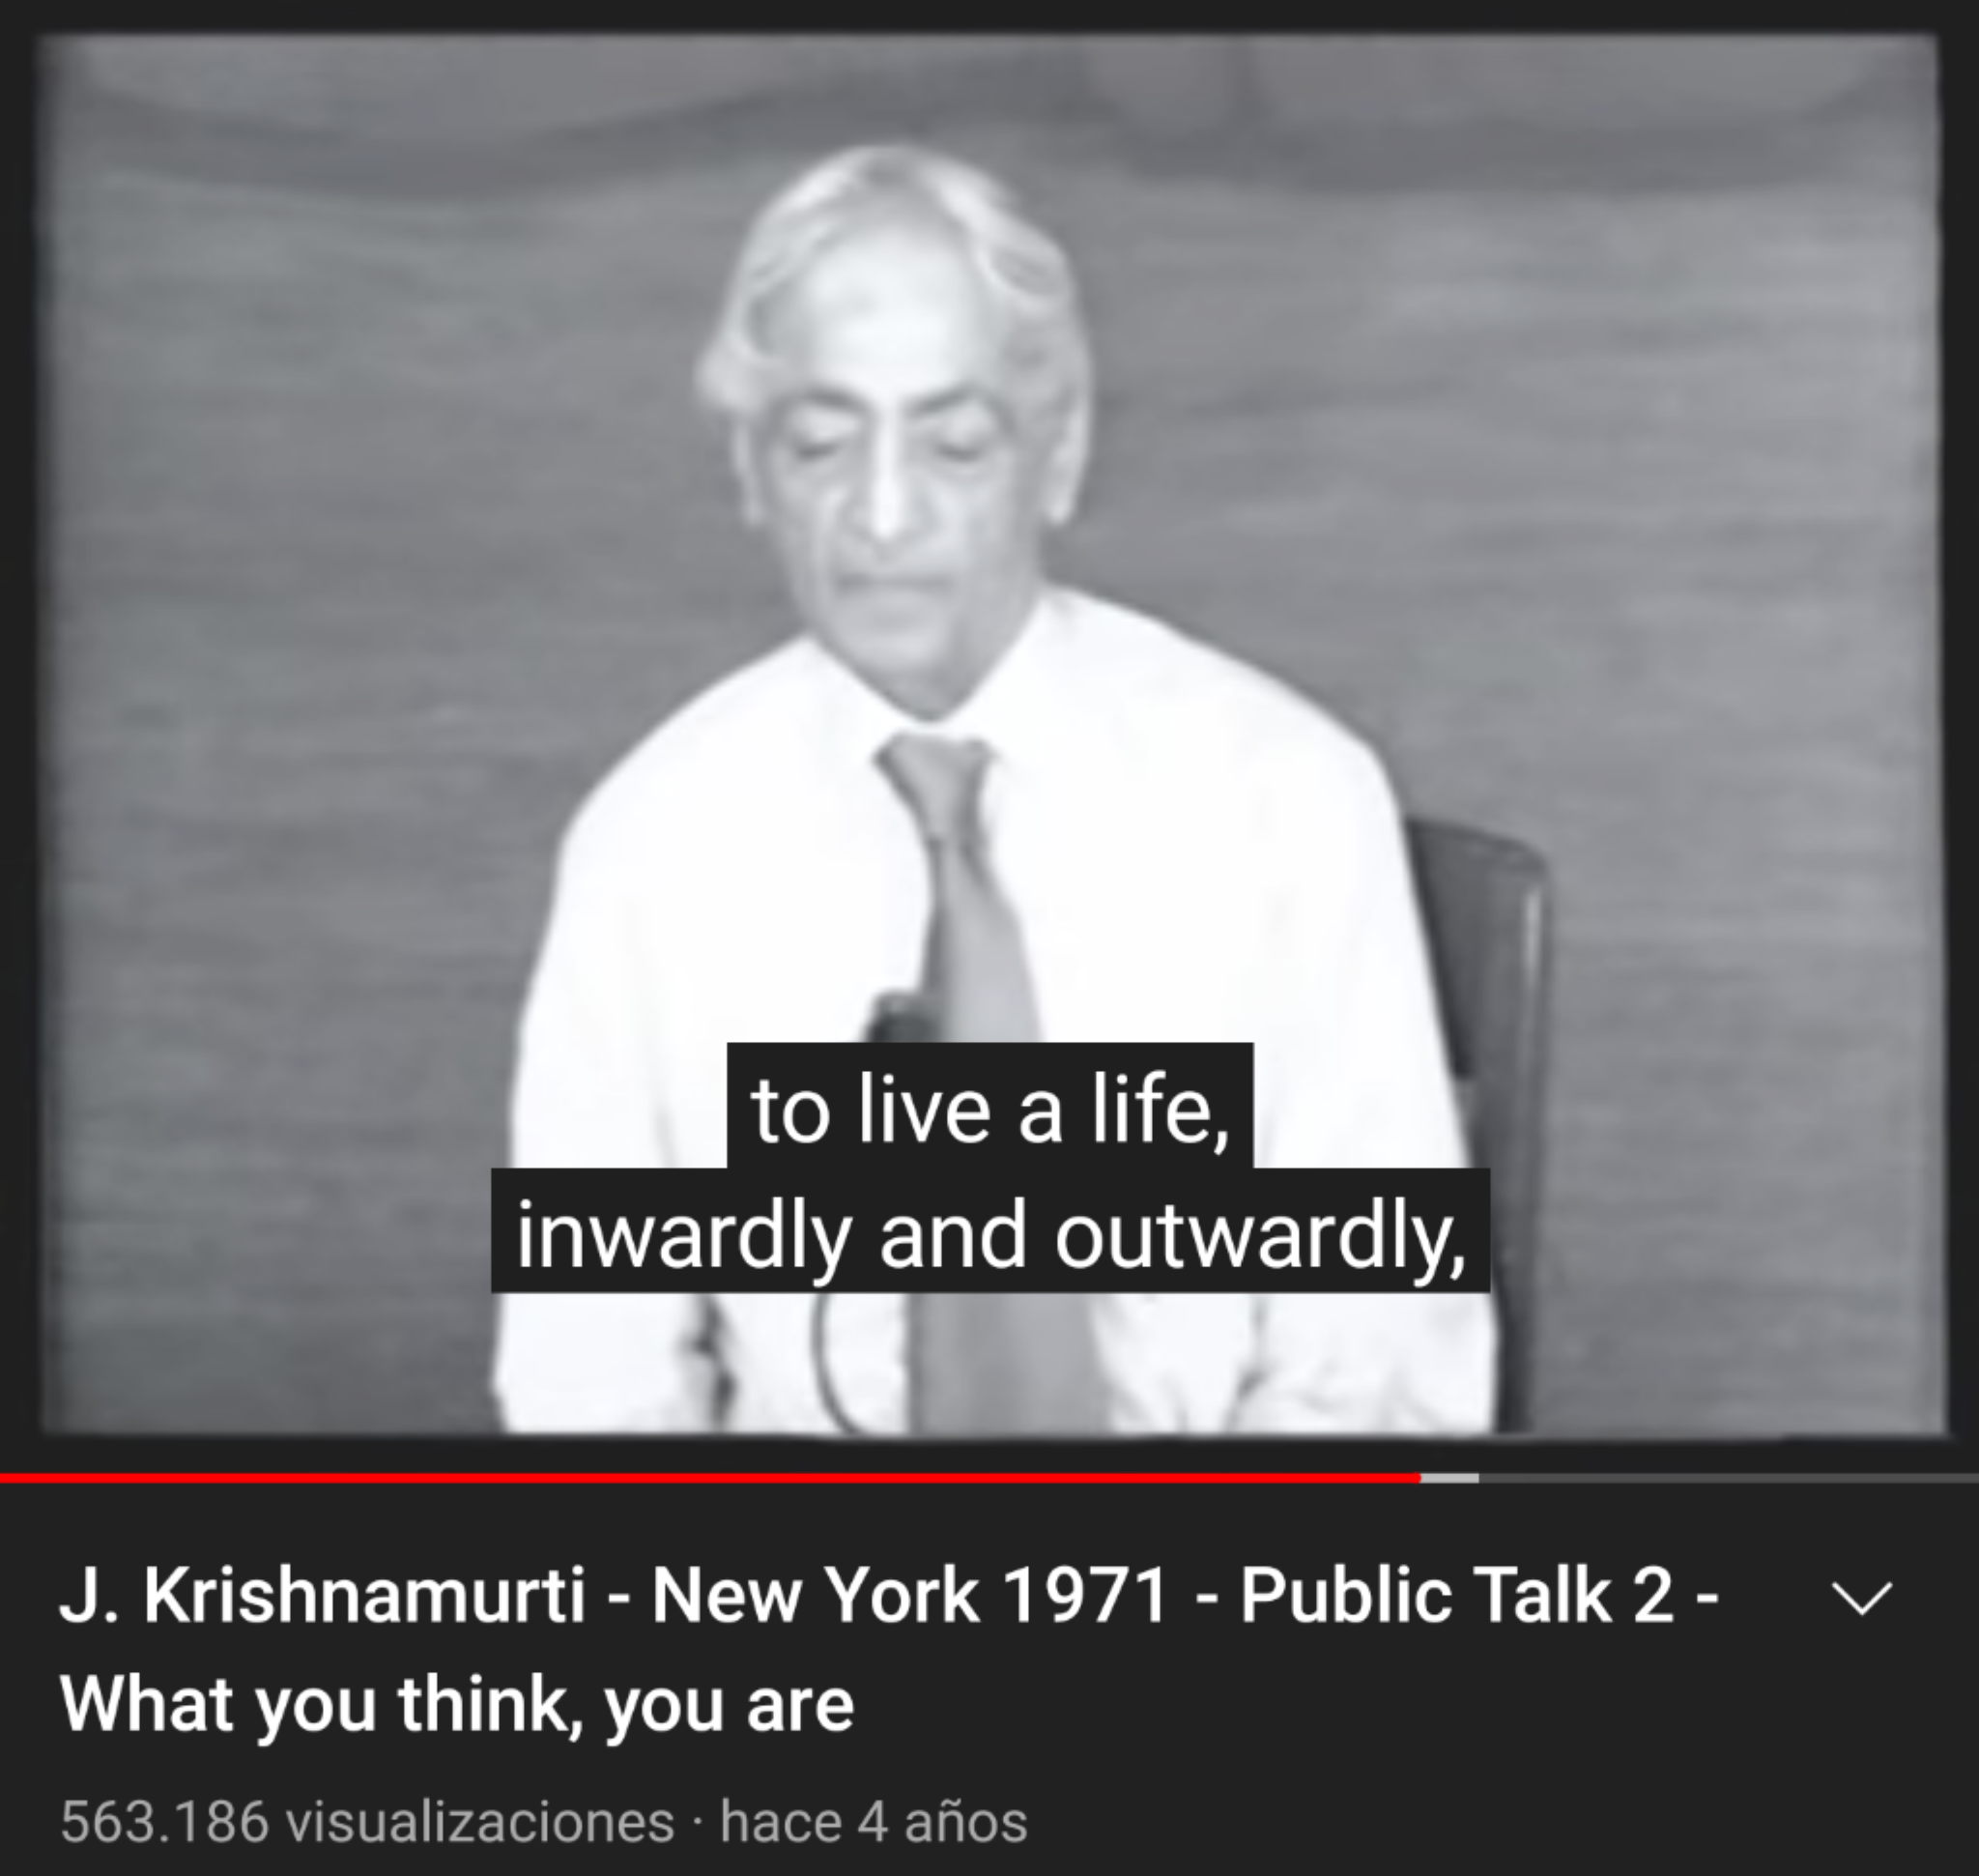 to live a life,
inwardly and outwardly,
J. Krishnamurti - New York 1971 - Public Talk 2 -
What you think, you are
563.186 visualizaciones · hace 4 años